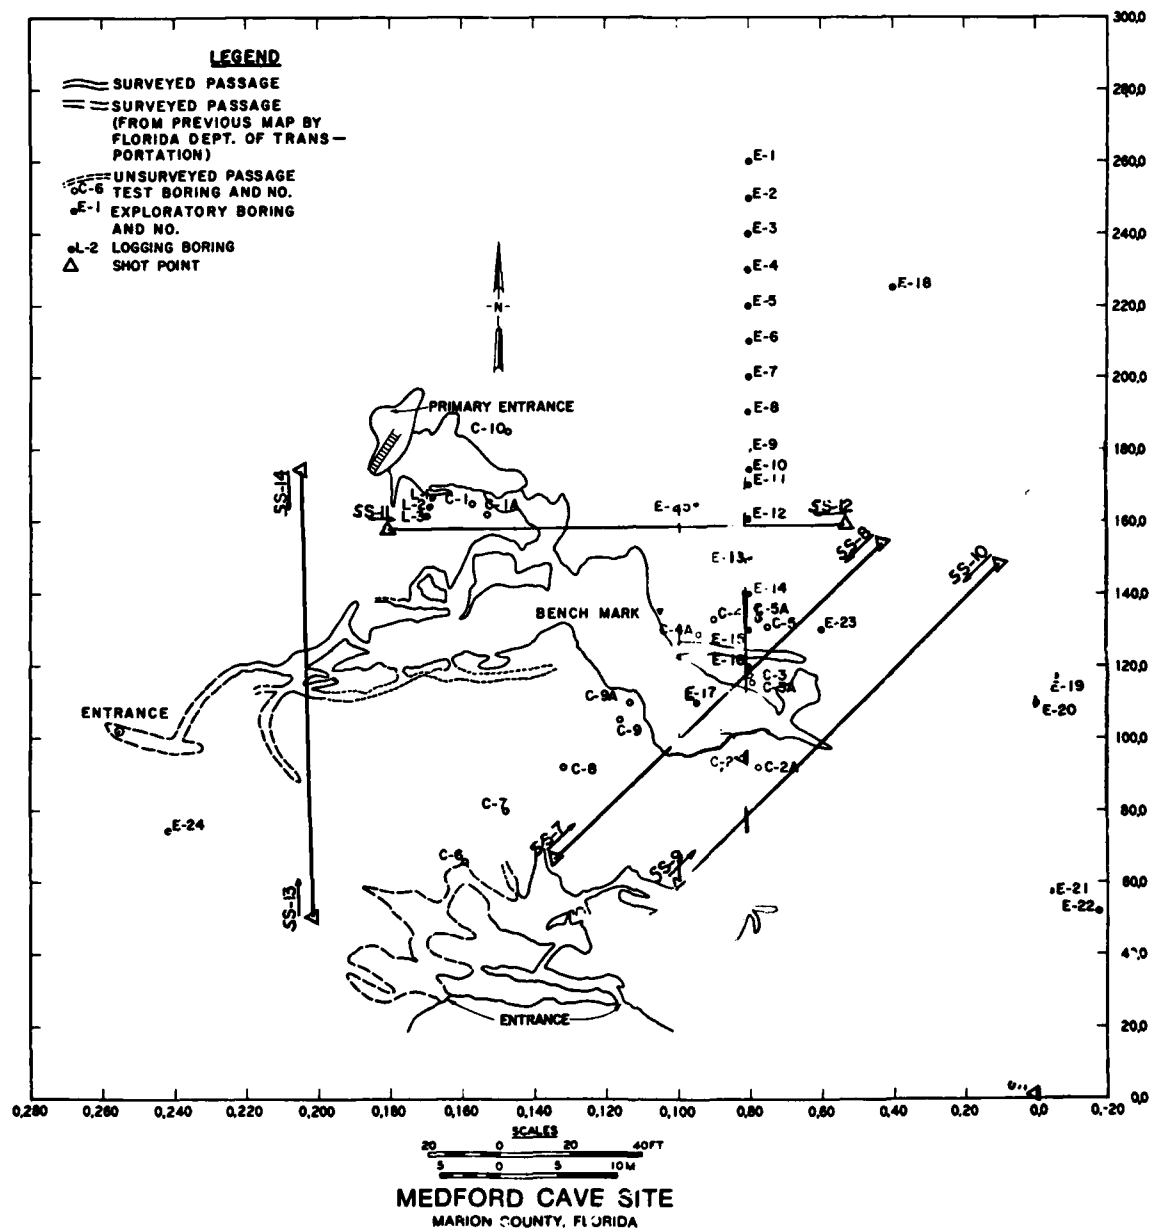 LEGEND
SURVEYED PASSAGE
SURVEYED PASSAGE
(FROM PREVIOUS MAP BY
FLORIDA DEPT. OF TRANS-
PORTATION)
UNSURVEYED PASSAGE
C-6 TEST BORING AND NO.
E-1 EXPLORATORY BORING
AND NO.
L-2 LOGGING BORING
SHOT POINT
N
PRIMARY ENTRANCE
C-10
E-1
E-2
E-3
E-4
E-5
E-6
E-7
E-8
E-9
E-10
E-11
E-12
E-13
E-14
E-15
E-16
E-17
E-18
E-19
E-20
E-21
E-22
E-23
E-24
SS-14
SS-11
SS-12
SS-8
SS-10
SS-7
SS-9
SS-13
L-2
L-3
C-1
C-1A
BENCH MARK
C-4A
C-5A
C-5
C-3
C-9A
C-9
C-8
C-7
C-6
C-2A
ENTRANCE
ENTRANCE
300,0
280,0
260,0
240,0
220,0
200,0
180,0
160,0
140,0
120,0
100,0
80,0
60,0
20,0
0,0
0,280 0,260 0,240 0,220 0,200 0,180 0,160 0,140 0,120 0,100 0,80 0,60 0,40 0,20 0,0 0,-20
SCALES
20 0 20 40FT
5 0 5 10M
MEDFORD CAVE SITE
MARION COUNTY, FLORIDA